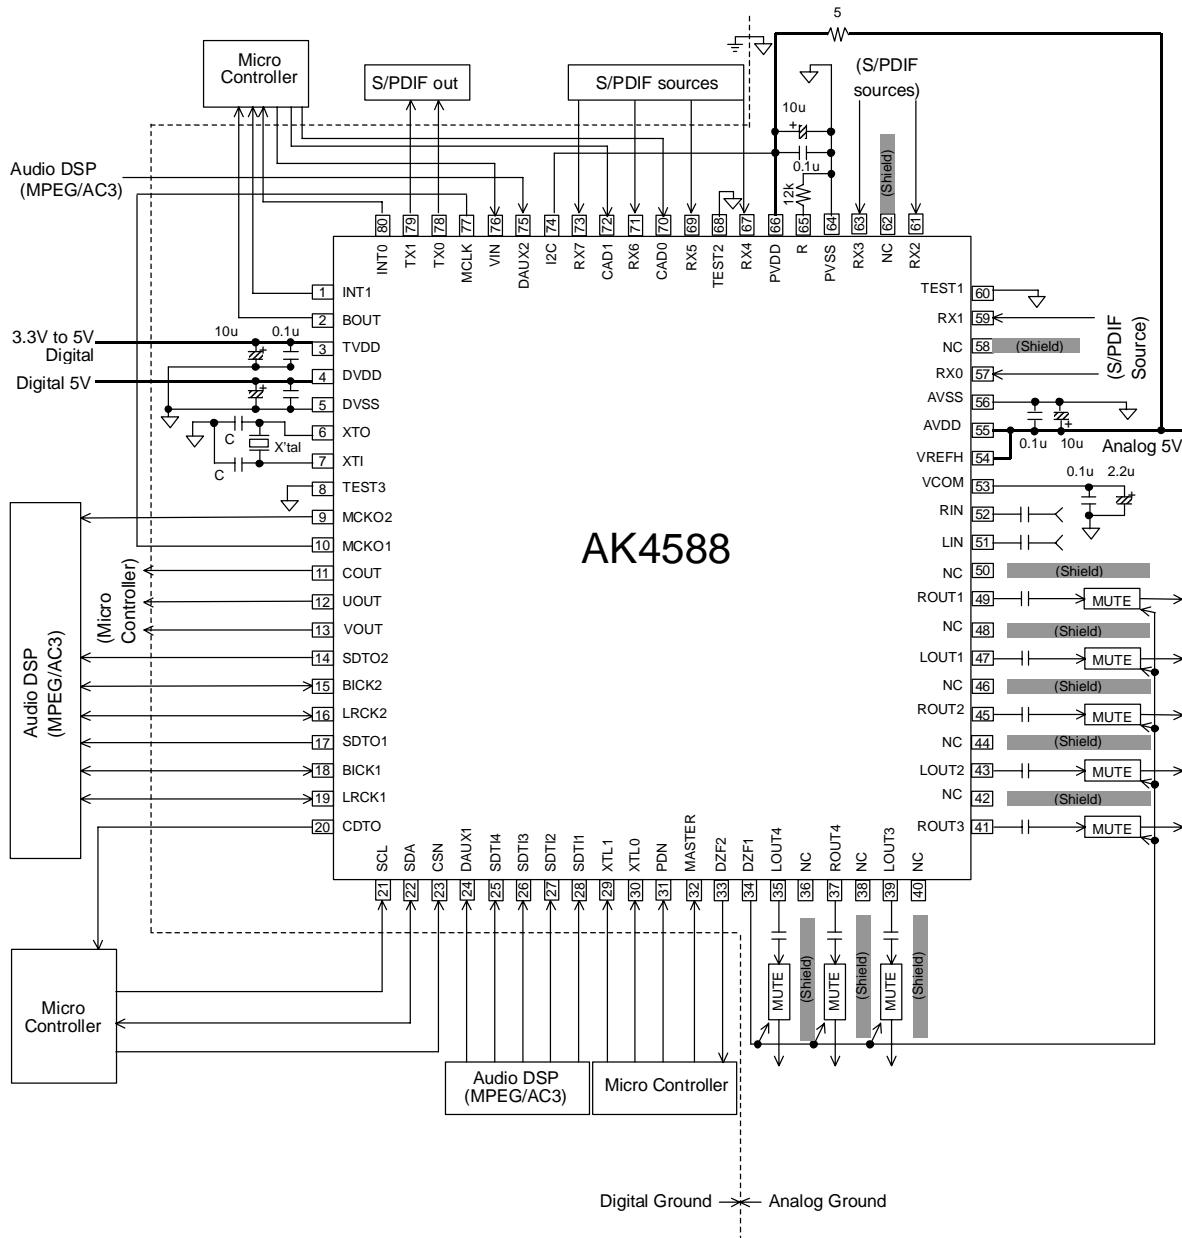 5
Micro
Controller
S/PDIF out
S/PDIF sources
(S/PDIF
sources)
10u
0.1u
12k
(Shield)
Audio DSP
(MPEG/AC3)
80 79 78 77 76 75 74 73 72 71 70 69 68 67 66 65 64 63 62 61
INT0 TX1 TX0 MCLK VIN DAUX2 I2C RX7 CAD1 RX6 CAD0 RX5 TEST2 RX4 PVDD R PVSS RX3 NC RX2
1 INT1
2 BOUT
3 TVDD
4 DVDD
5 DVSS
6 XTO
7 XTI
8 TEST3
9 MCKO2
10 MCKO1
11 COUT
12 UOUT
13 VOUT
14 SDTO2
15 BICK2
16 LRCK2
17 SDTO1
18 BICK1
19 LRCK1
20 CDTO
3.3V to 5V
Digital
10u
0.1u
Digital 5V
C
X'tal
C
(Micro
Controller)
Audio DSP
(MPEG/AC3)
AK4588
TEST1 60
RX1 59
NC 58
(Shield)
RX0 57
(S/PDIF
Source)
AVSS 56
AVDD 55
0.1u
10u
Analog 5V
VREFH 54
VCOM 53
0.1u
2.2u
RIN 52
LIN 51
NC 50
(Shield)
ROUT1 49
MUTE
NC 48
(Shield)
LOUT1 47
MUTE
NC 46
(Shield)
ROUT2 45
MUTE
NC 44
(Shield)
LOUT2 43
MUTE
NC 42
(Shield)
ROUT3 41
MUTE
SCL SDA CSN DAUX1 SDTI4 SDTI3 SDTI2 SDTI1 XTL1 XTL0 PDN MASTER DZF2 DZF1 LOUT4 NC ROUT4 NC LOUT3 NC
21 22 23 24 25 26 27 28 29 30 31 32 33 34 35 36 37 38 39 40
MUTE
(Shield)
MUTE
(Shield)
MUTE
(Shield)
Micro
Controller
Audio DSP
(MPEG/AC3)
Micro Controller
Digital Ground
Analog Ground